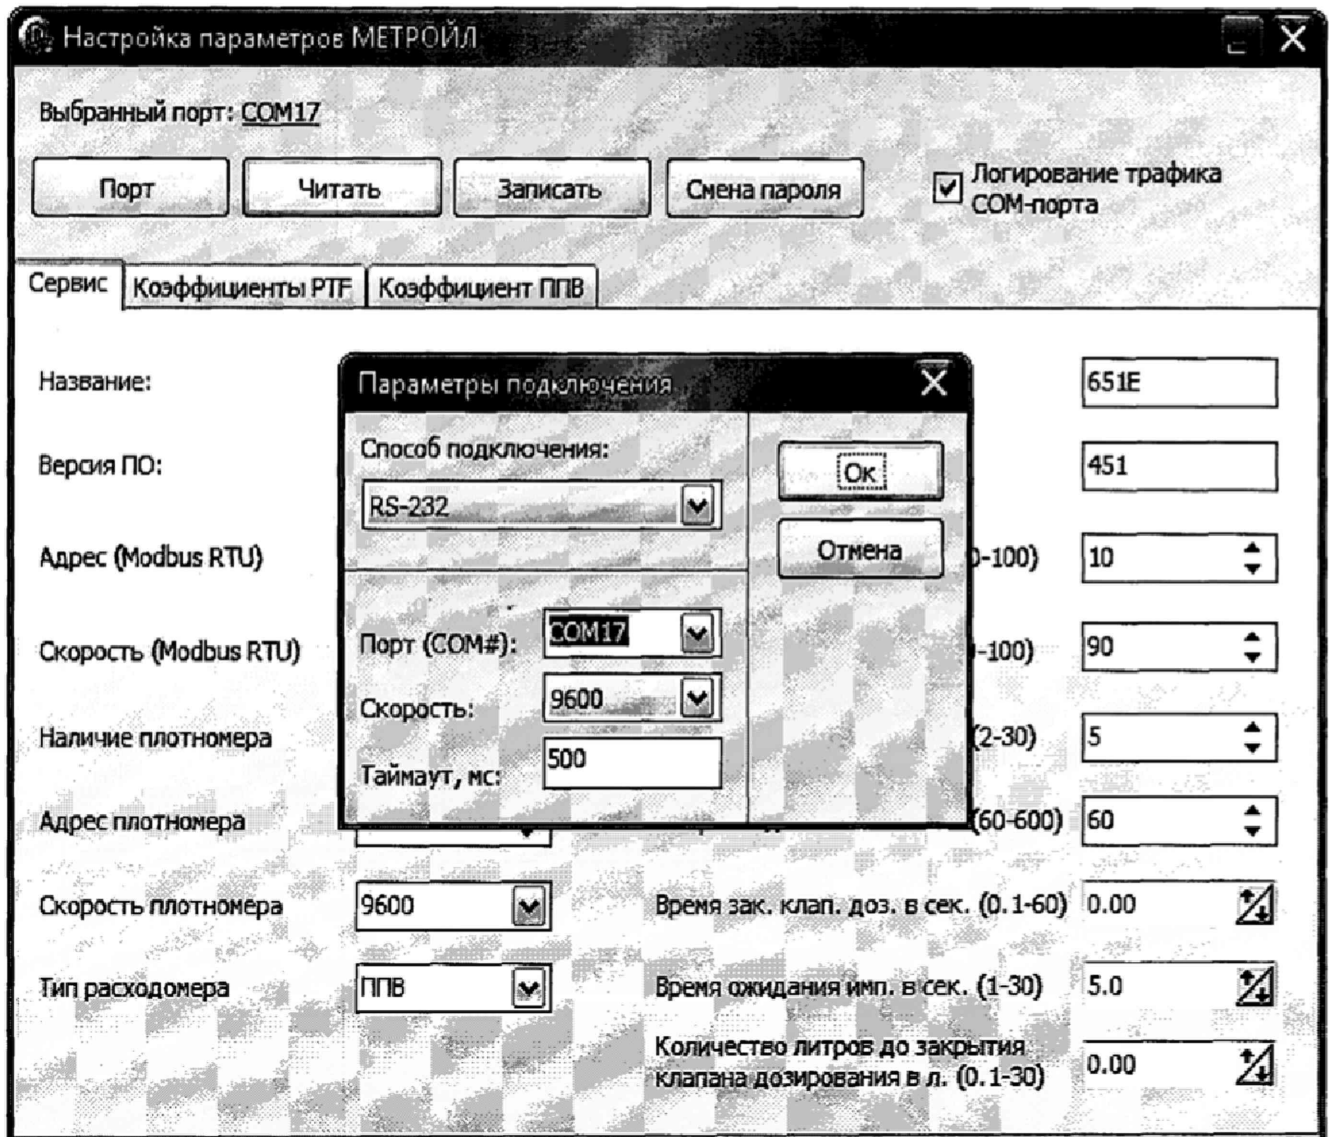 Настройка параметров МЕТРОЙЛ
Выбранный порт: COM17
Порт
Читать
Записать
Смена пароля
Логирование трафика
COM-порта
Сервис
Коэффициенты PTF
Коэффициент ППВ
Название:
651E
Версия ПО:
451
Адрес (Modbus RTU)
0-100)
10
Скорость (Modbus RTU)
-100)
90
Наличие плотномера
(2-30)
5
Адрес плотномера
(60-600)
60
Скорость плотномера
9600
Время зак. клап. доз. в сек. (0.1-60)
0.00
Тип расходомера
ППВ
Время ожидания имп. в сек. (1-30)
5.0
Количество литров до закрытия
клапана дозирования в л. (0.1-30)
0.00
Параметры подключения
Способ подключения:
RS-232
Ок
Отмена
Порт (COM#):
COM17
Скорость:
9600
Таймаут, мс:
500